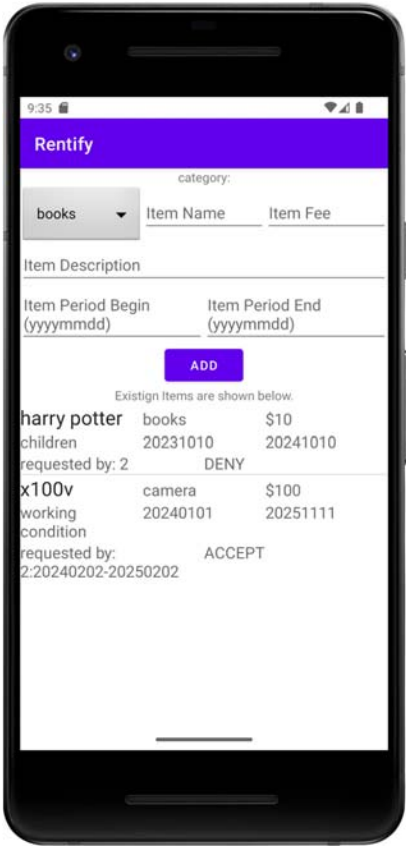 9:35
Rentify
category:
books Item Name Item Fee
Item Description
Item Period Begin Item Period End
(yyyymmdd) (yyyymmdd)
ADD
Existign Items are shown below.
harry potter books $10
children 20231010 20241010
requested by: 2 DENY
x100v camera $100
working 20240101 20251111
condition
requested by: ACCEPT
2:20240202-20250202